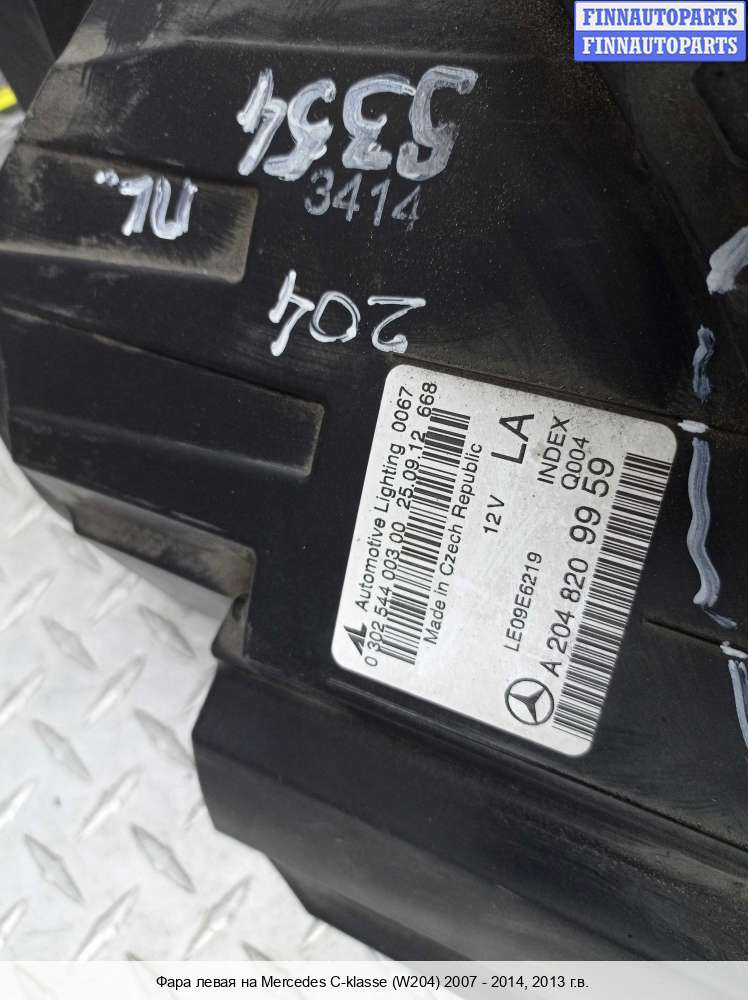 FINNAUTOPARTS
FINNAUTOPARTS
5354
3414
ПL..
204
Automotive Lighting 0067
0 302 544 003 00 25.09.12 668
Made in Czech Republic
12V LA
INDEX
Q004
LE09E6219
A 204 820 99 59
Фара левая на Mercedes C-klasse (W204) 2007 - 2014, 2013 г.в.